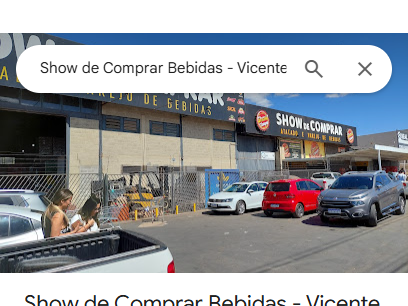 Show de Comprar Bebidas - Vicente
SHOW DE COMPRAR
ATACADO E VAREJO DE BEBIDAS
VAREJO DE BEBIDAS
Show de Comprar Bebidas - Vicente